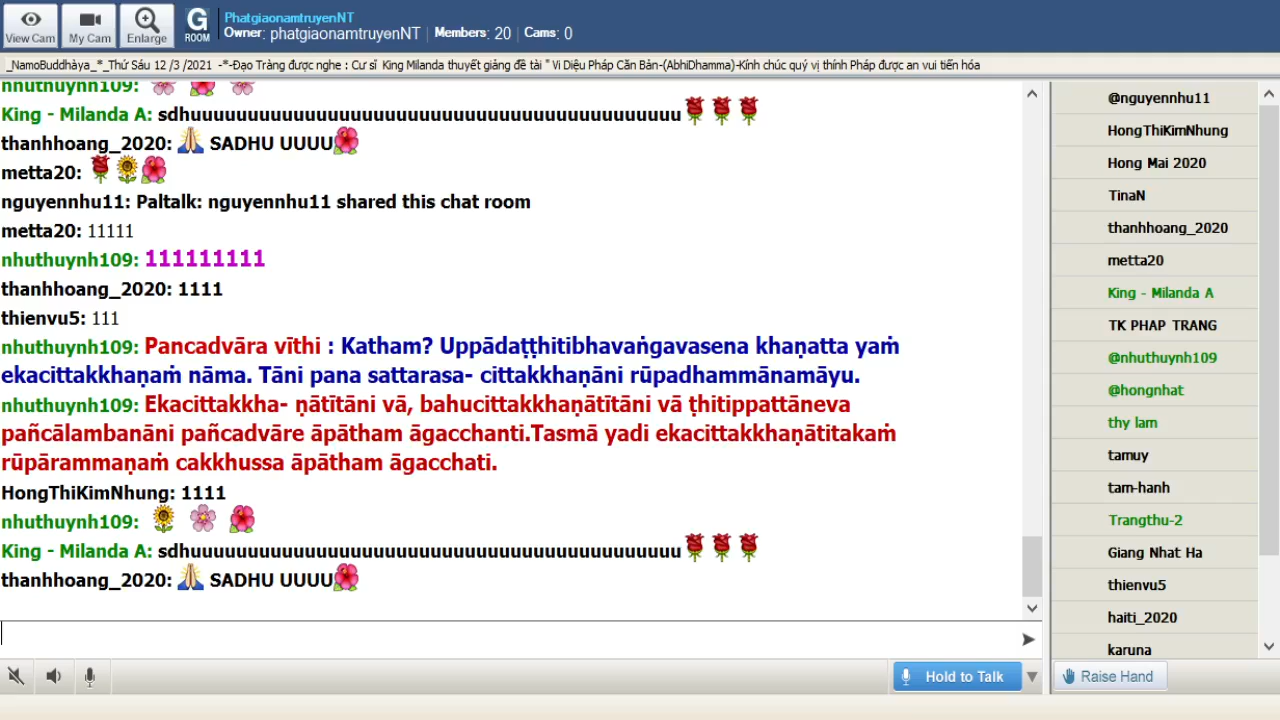 View Cam
My Cam
Enlarge
G
ROOM
PhatgiaonamtruyenNT
Owner: phatgiaonamtruyenNT | Members: 20 | Cams: 0
_NamoBuddhàya_*_Thứ Sáu 12 /3 /2021 -*-Đạo Tràng được nghe : Cư sĩ King Milanda thuyết giảng đề tài " Vi Diệu Pháp Căn Bản-(AbhiDhamma)-Kính chúc quý vị thính Pháp được an vui tiến hóa
nhuthuynh109:
King - Milanda A: sdhuuuuuuuuuuuuuuuuuuuuuuuuuuuuuuuuuuuuuuuuuu
thanhhoang_2020: SADHU UUUU
metta20:
nguyennhu11: Paltalk: nguyennhu11 shared this chat room
metta20: 11111
nhuthuynh109: 111111111
thanhhoang_2020: 1111
thienvu5: 111
nhuthuynh109: Pancadvāra vīthi : Katham? Uppādaṭṭhitibhavaṅgavasena khaṇatta yaṁ
ekacittakkhaṇaṁ nāma. Tāni pana sattarasa- cittakkhaṇāni rūpadhammānamāyu.
nhuthuynh109: Ekacittakkha- ṇātītāni vā, bahucittakkhaṇātītāni vā ṭhitippattāneva
pañcālambanāni pañcadvāre āpātham āgacchanti.Tasmā yadi ekacittakkhaṇātitakaṁ
rūpārammaṇaṁ cakkhussa āpātham āgacchati.
HongThiKimNhung: 1111
nhuthuynh109:
King - Milanda A: sdhuuuuuuuuuuuuuuuuuuuuuuuuuuuuuuuuuuuuuuuuuu
thanhhoang_2020: SADHU UUUU
Hold to Talk
@nguyennhu11
HongThiKimNhung
Hong Mai 2020
TinaN
thanhhoang_2020
metta20
King - Milanda A
TK PHAP TRANG
@nhuthuynh109
@hongnhat
thy lam
tamuy
tam-hanh
Trangthu-2
Giang Nhat Ha
thienvu5
haiti_2020
karuna
Raise Hand